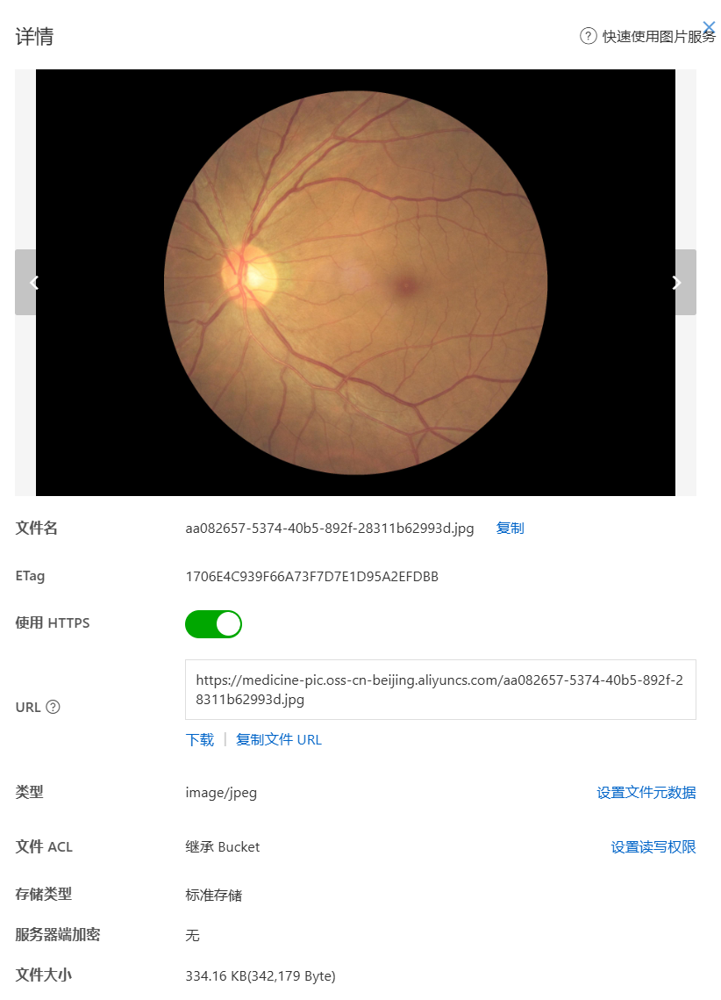 详情
快速使用图片服务
文件名
aa082657-5374-40b5-892f-28311b62993d.jpg 复制
ETag
1706E4C939F66A73F7D7E1D95A2EFDBB
使用 HTTPS
URL
https://medicine-pic.oss-cn-beijing.aliyuncs.com/aa082657-5374-40b5-892f-2
8311b62993d.jpg
下载 | 复制文件 URL
类型
image/jpeg
设置文件元数据
文件 ACL
继承 Bucket
设置读写权限
存储类型
标准存储
服务器端加密
无
文件大小
334.16 KB(342,179 Byte)